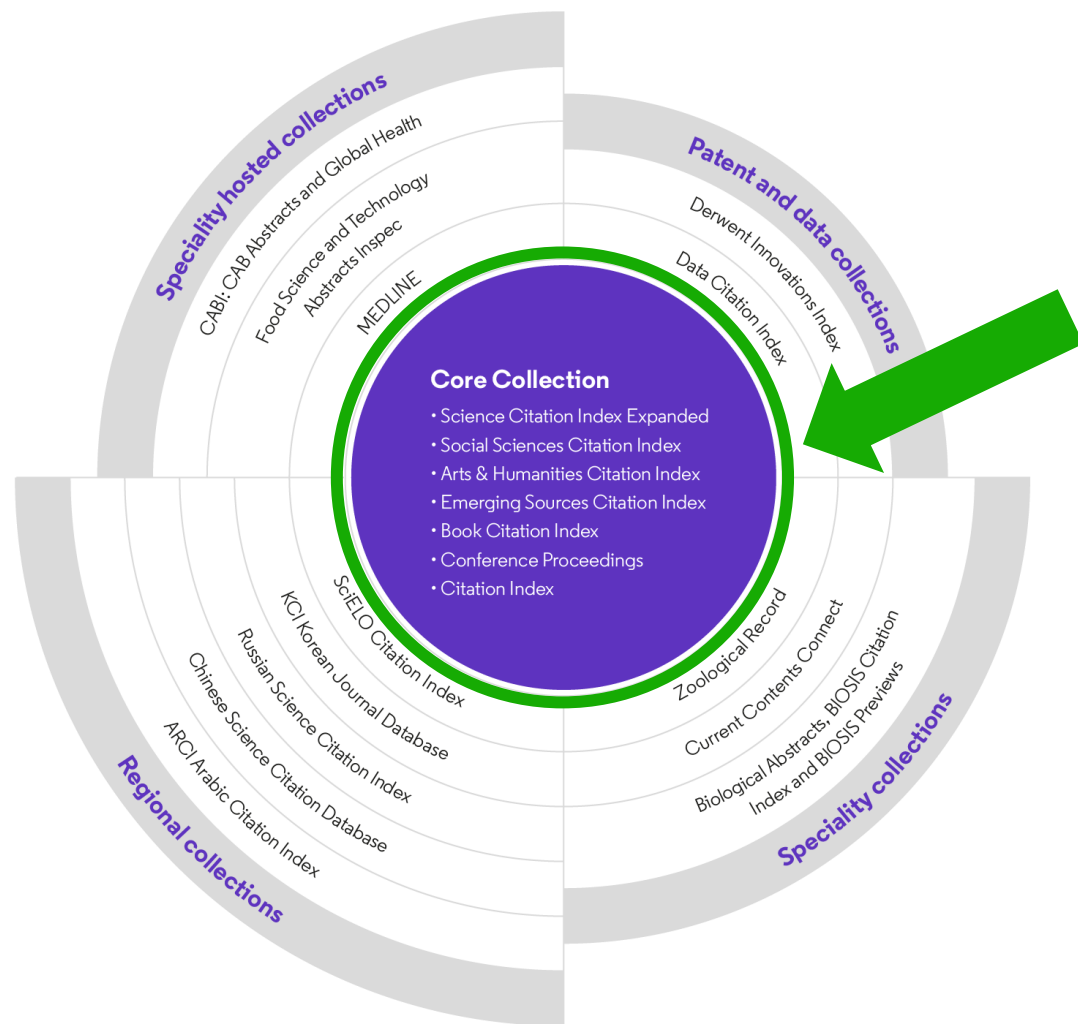 Speciality hosted collections
CABI: CAB Abstracts and Global Health
Food Science and Technology
Abstracts Inspec
MEDLINE
Patent and data collections
Derwent Innovations Index
Data Citation Index
Core Collection
• Science Citation Index Expanded
• Social Sciences Citation Index
• Arts & Humanities Citation Index
• Emerging Sources Citation Index
• Book Citation Index
• Conference Proceedings
• Citation Index
SciELO Citation Index
KCI Korean Journal Database
Russian Science Citation Index
Chinese Science Citation Database
ARCI Arabic Citation Index
Regional collections
Zoological Record
Current Contents Connect
Biological Abstracts, BIOSIS Citation
Index and BIOSIS Previews
Speciality collections